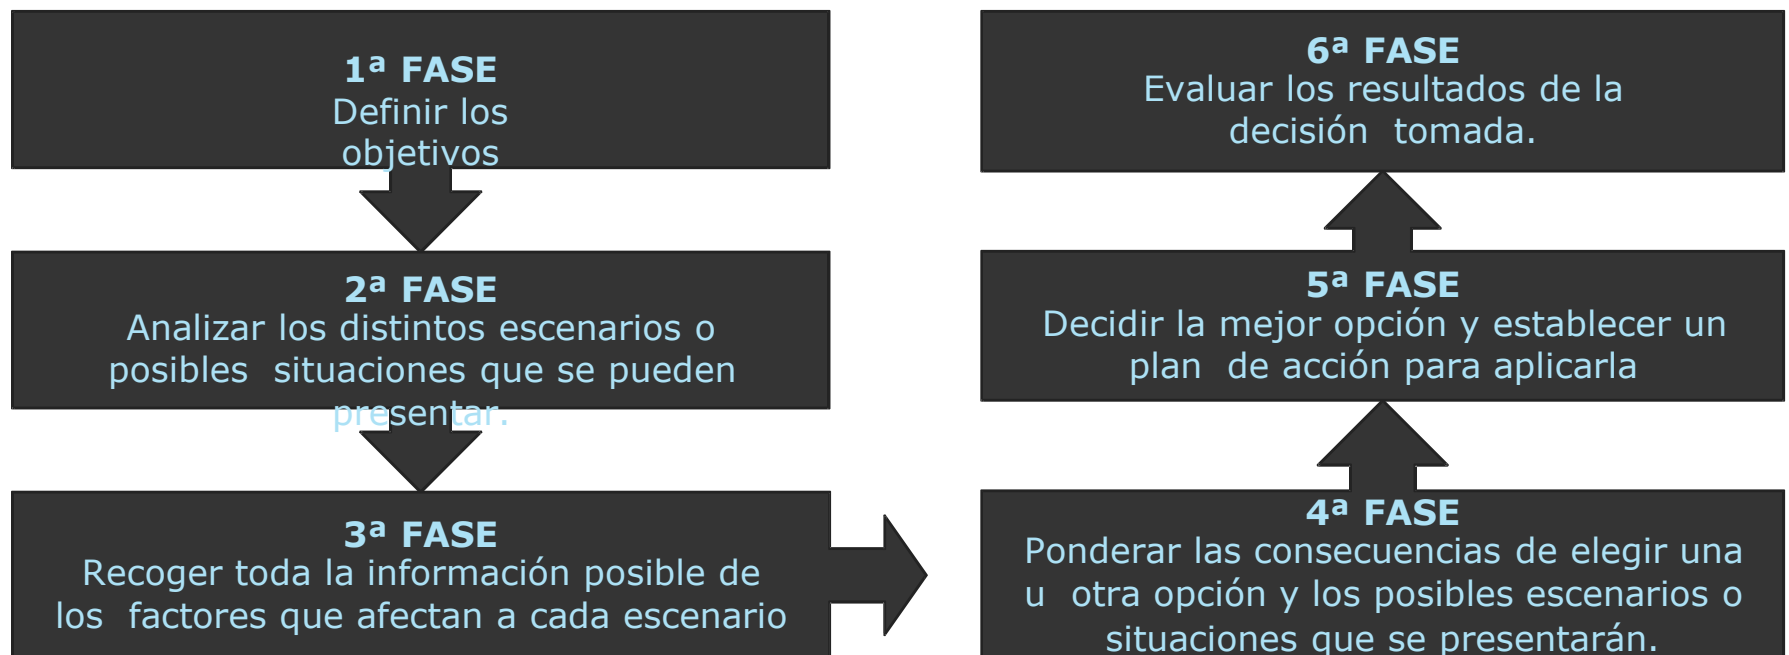 1ª FASE
Definir los
objetivos
2ª FASE
Analizar los distintos escenarios o
posibles  situaciones que se pueden
presentar.
3ª FASE
Recoger toda la información posible de
los  factores que afectan a cada escenario
4ª FASE
Ponderar las consecuencias de elegir una
u  otra opción y los posibles escenarios o
situaciones que se presentarán.
5ª FASE
Decidir la mejor opción y establecer un
plan  de acción para aplicarla
6ª FASE
Evaluar los resultados de la
decisión  tomada.